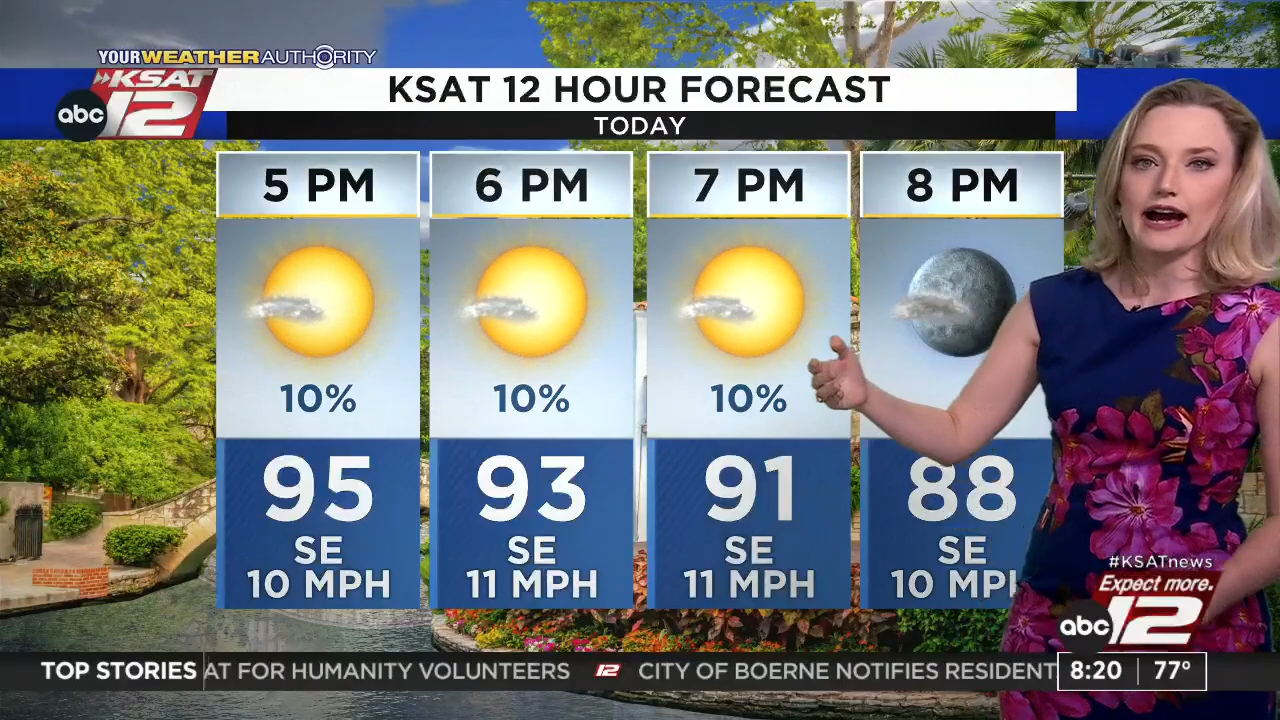 YOUR WEATHER AUTHORITY
KSAT
abc 12
KSAT 12 HOUR FORECAST
TODAY
5 PM 6 PM 7 PM 8 PM
10% 10% 10%
95 93 91 88
SE SE SE SE
10 MPH 11 MPH 11 MPH 10 MPH
#KSATnews
Expect more.
abc 12
TOP STORIES AT FOR HUMANITY VOLUNTEERS 12 CITY OF BOERNE NOTIFIES RESIDENT 8:20 77°